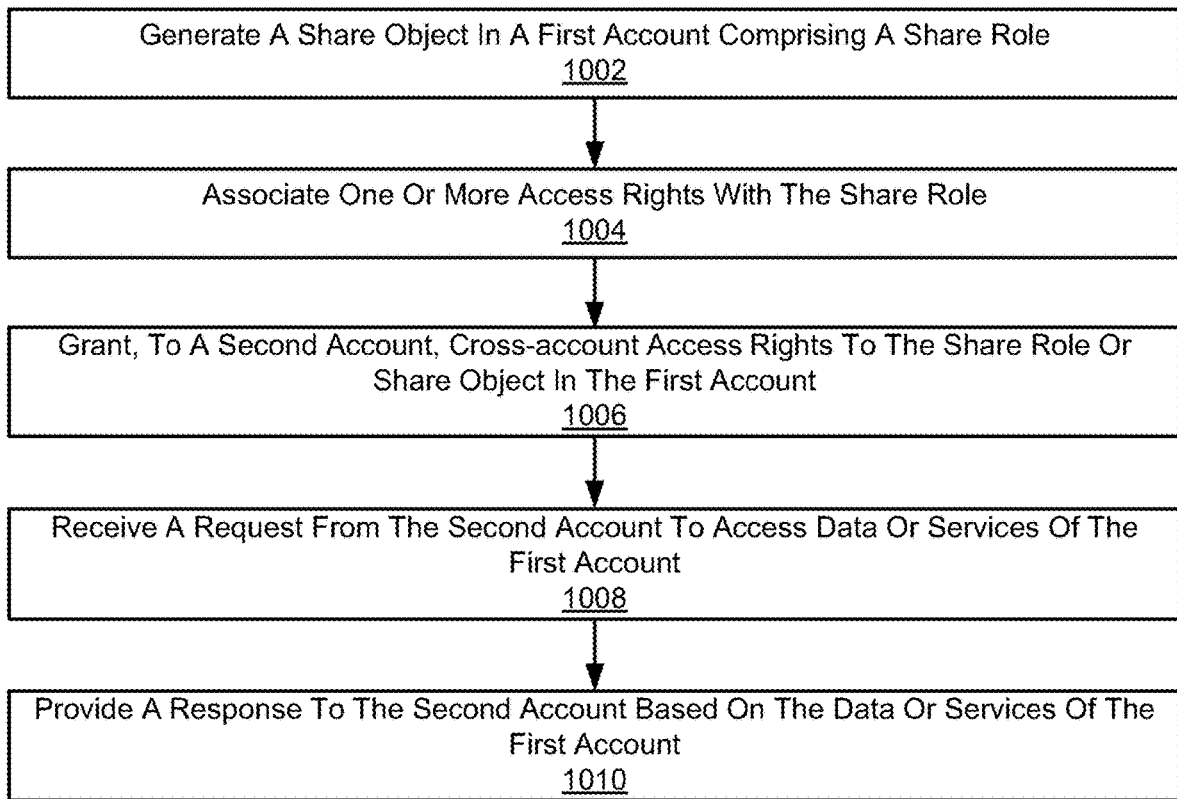 Generate A Share Object In A First Account Comprising A Share Role
1002
Associate One Or More Access Rights With The Share Role
1004
Grant, To A Second Account, Cross-account Access Rights To The Share Role Or
Share Object In The First Account
1006
Receive A Request From The Second Account To Access Data Or Services Of The
First Account
1008
Provide A Response To The Second Account Based On The Data Or Services Of The
First Account
1010